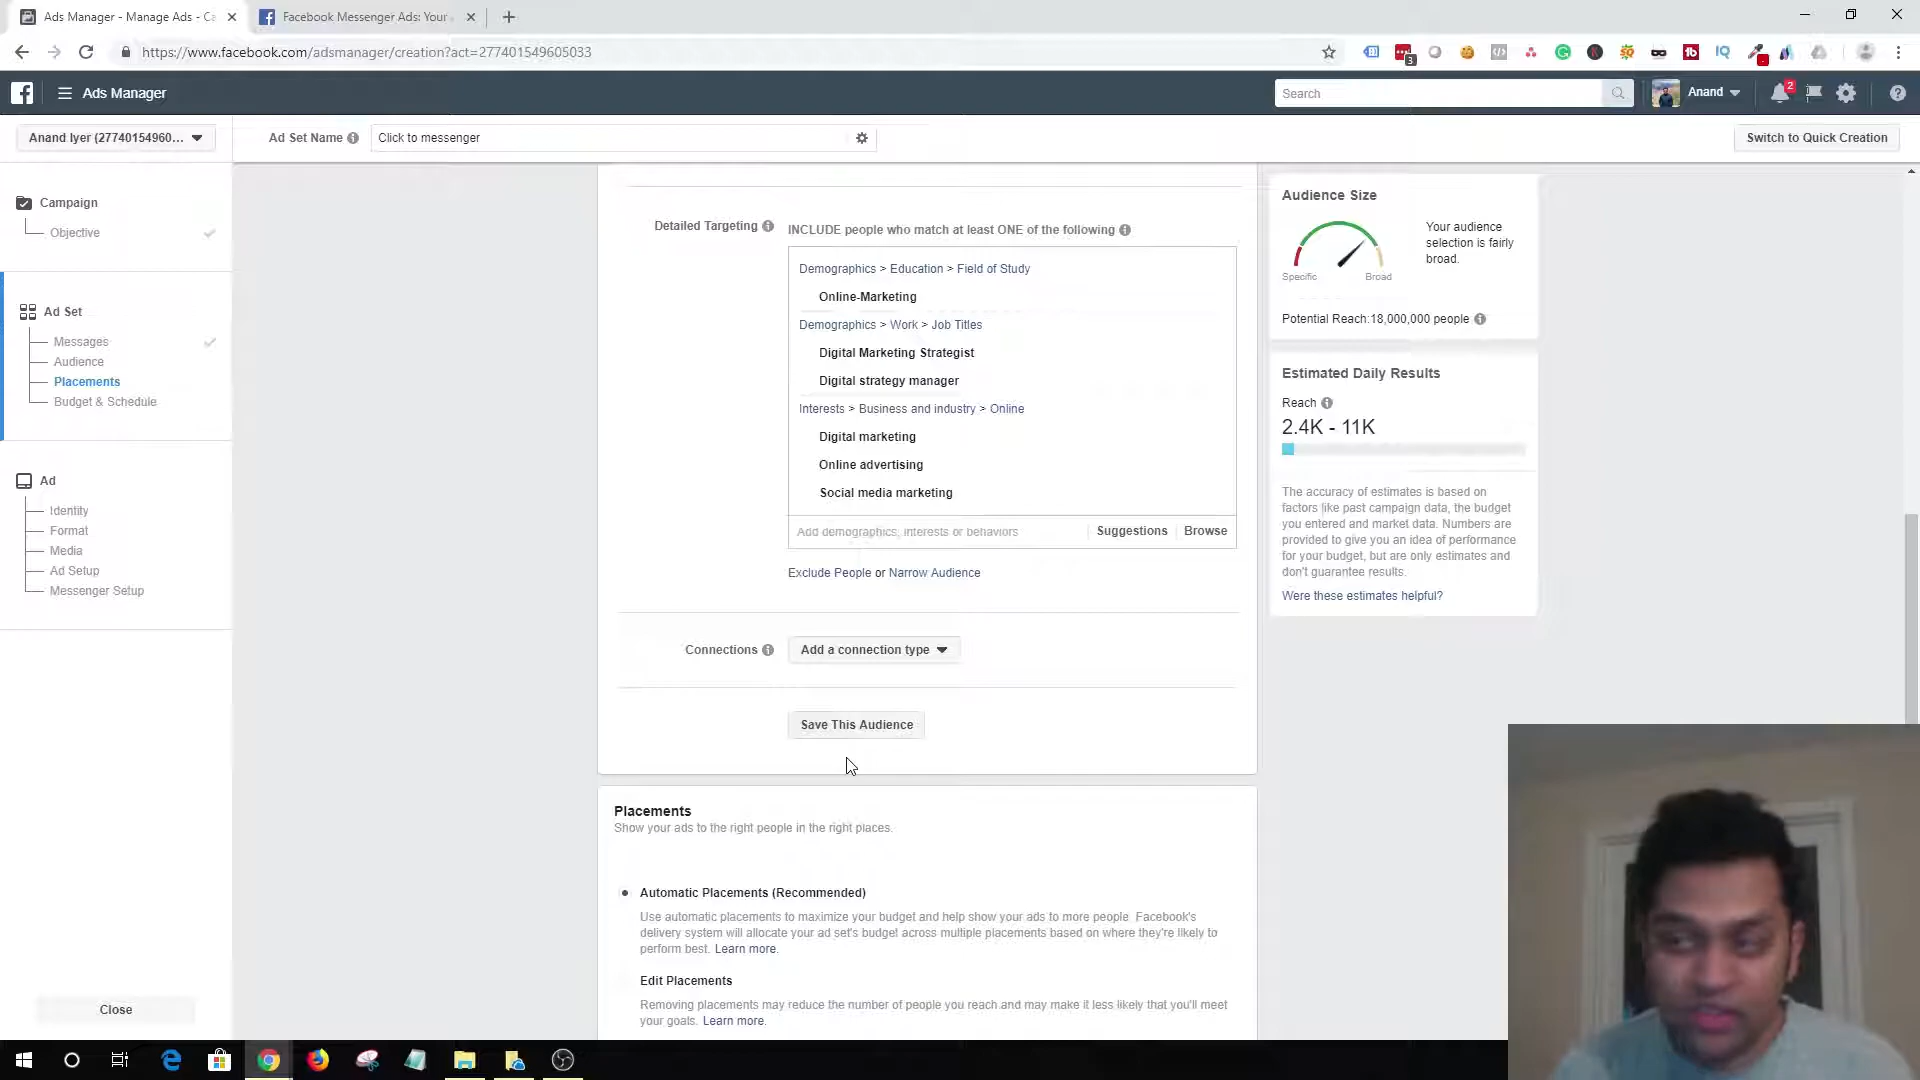 Ads Manager - Manage Ads - Ca
Facebook Messenger Ads: Your
https://www.facebook.com/adsmanager/creation?act=277401549605033
3
Ads Manager
Search
Anand
2
Anand Iyer (27740154960...
Ad Set Name
Click to messenger
Switch to Quick Creation
Campaign
Objective
Ad Set
Messages
Audience
Placements
Budget & Schedule
Ad
Identity
Format
Media
Ad Setup
Messenger Setup
Close
Detailed Targeting
INCLUDE people who match at least ONE of the following
Demographics > Education > Field of Study
Online-Marketing
Demographics > Work > Job Titles
Digital Marketing Strategist
Digital strategy manager
Interests > Business and industry > Online
Digital marketing
Online advertising
Social media marketing
Add demographics, interests or behaviors
Suggestions
Browse
Exclude People or Narrow Audience
Connections
Add a connection type
Save This Audience
Placements
Show your ads to the right people in the right places.
Automatic Placements (Recommended)
Use automatic placements to maximize your budget and help show your ads to more people. Facebook's
delivery system will allocate your ad set's budget across multiple placements based on where they're likely to
perform best. Learn more.
Edit Placements
Removing placements may reduce the number of people you reach and may make it less likely that you'll meet
your goals. Learn more.
Audience Size
Specific
Broad
Your audience
selection is fairly
broad.
Potential Reach:18,000,000 people
Estimated Daily Results
Reach
2.4K - 11K
The accuracy of estimates is based on
factors like past campaign data, the budget
you entered and market data. Numbers are
provided to give you an idea of performance
for your budget, but are only estimates and
don't guarantee results.
Were these estimates helpful?